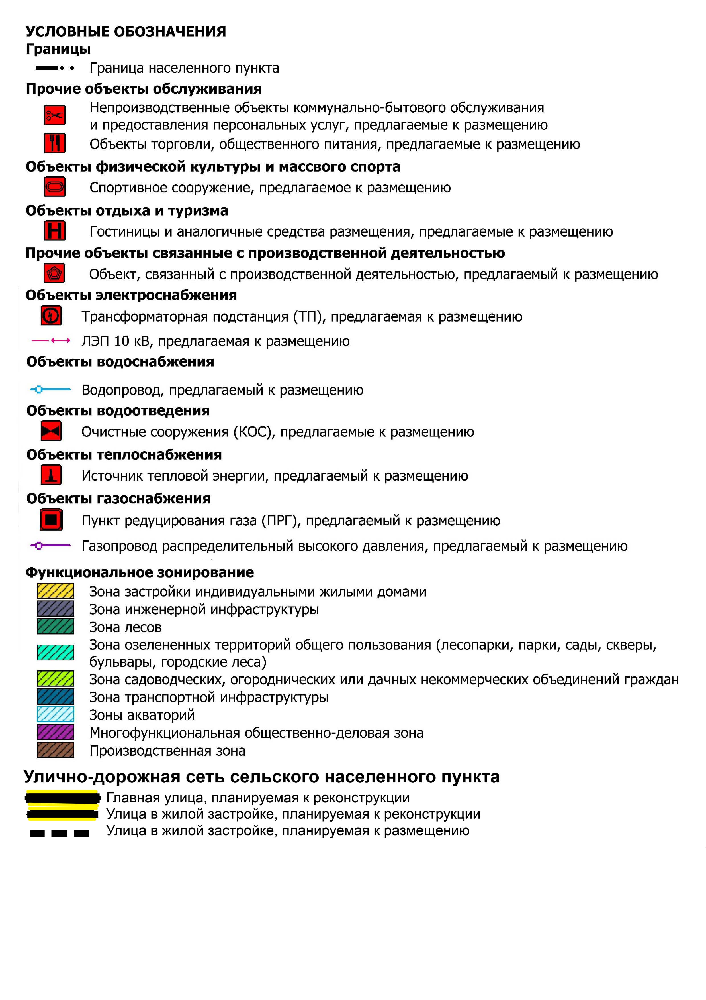 УСЛОВНЫЕ ОБОЗНАЧЕНИЯ
Границы
Граница населенного пункта
Прочие объекты обслуживания
Непроизводственные объекты коммунально-бытового обслуживания
и предоставления персональных услуг, предлагаемые к размещению
Объекты торговли, общественного питания, предлагаемые к размещению
Объекты физической культуры и массвого спорта
Спортивное сооружение, предлагаемое к размещению
Объекты отдыха и туризма
H Гостиницы и аналогичные средства размещения, предлагаемые к размещению
Прочие объекты связанные с производственной деятельностью
Объект, связанный с производственной деятельностью, предлагаемый к размещению
Объекты электроснабжения
Трансформаторная подстанция (ТП), предлагаемая к размещению
ЛЭП 10 кВ, предлагаемая к размещению
Объекты водоснабжения
Водопровод, предлагаемый к размещению
Объекты водоотведения
Очистные сооружения (КОС), предлагаемые к размещению
Объекты теплоснабжения
Источник тепловой энергии, предлагаемый к размещению
Объекты газоснабжения
Пункт редуцирования газа (ПРГ), предлагаемый к размещению
Газопровод распределительный высокого давления, предлагаемый к размещению
Функциональное зонирование
Зона застройки индивидуальными жилыми домами
Зона инженерной инфраструктуры
Зона лесов
Зона озелененных территорий общего пользования (лесопарки, парки, сады, скверы,
бульвары, городские леса)
Зона садоводческих, огороднических или дачных некоммерческих объединений граждан
Зона транспортной инфраструктуры
Зоны акваторий
Многофункциональная общественно-деловая зона
Производственная зона
Улично-дорожная сеть сельского населенного пункта
Главная улица, планируемая к реконструкции
Улица в жилой застройке, планируемая к реконструкции
Улица в жилой застройке, планируемая к размещению